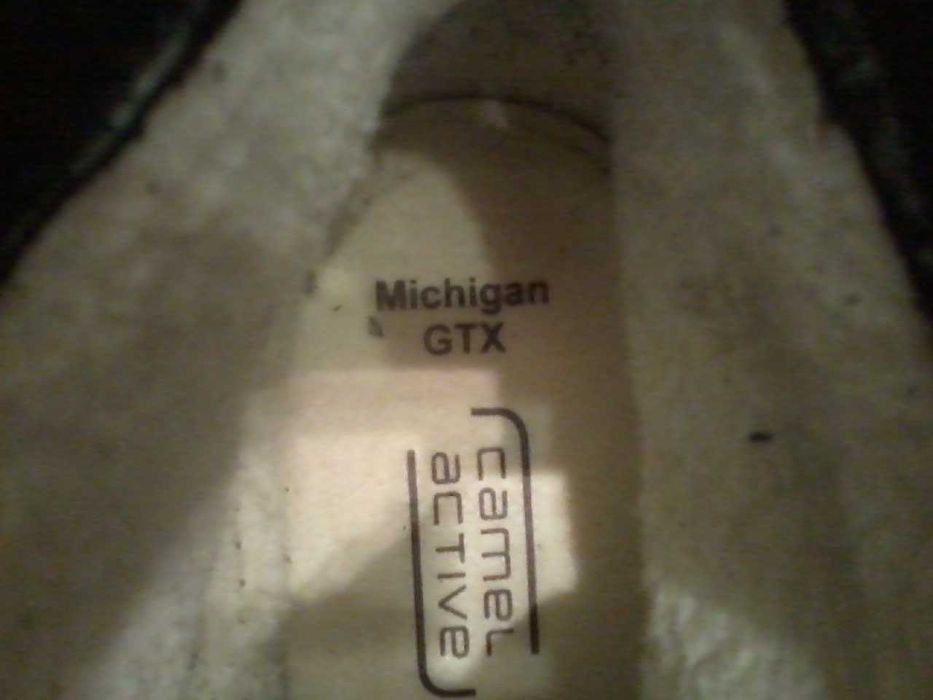 Michigan
GTX
camel
active